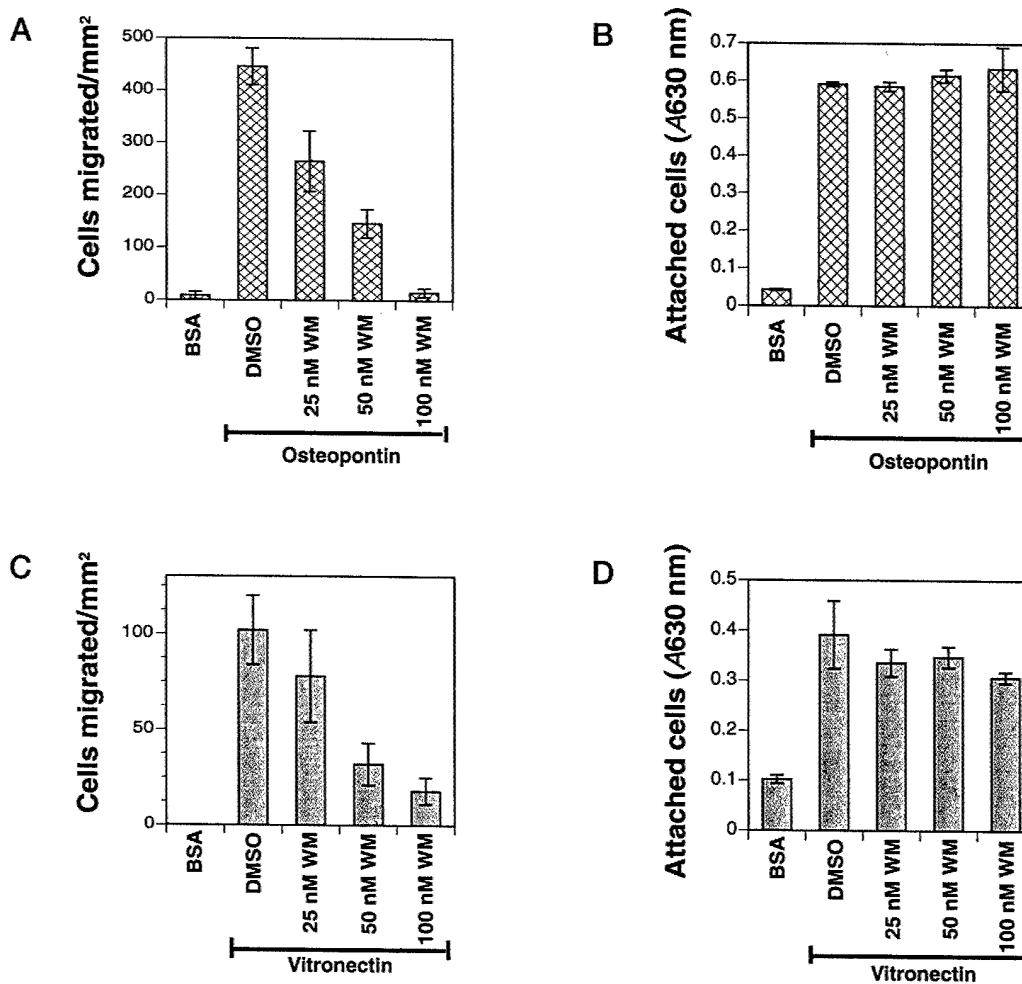 A
Cells migrated/mm²
500
400
300
200
100
0
BSA
DMSO
25 nM WM
50 nM WM
100 nM WM
Osteopontin
B
Attached cells (A630 nm)
0.7
0.6
0.5
0.4
0.3
0.2
0.1
0
BSA
DMSO
25 nM WM
50 nM WM
100 nM WM
Osteopontin
C
Cells migrated/mm²
100
50
0
BSA
DMSO
25 nM WM
50 nM WM
100 nM WM
Vitronectin
D
Attached cells (A630 nm)
0.5
0.4
0.3
0.2
0.1
0
BSA
DMSO
25 nM WM
50 nM WM
100 nM WM
Vitronectin